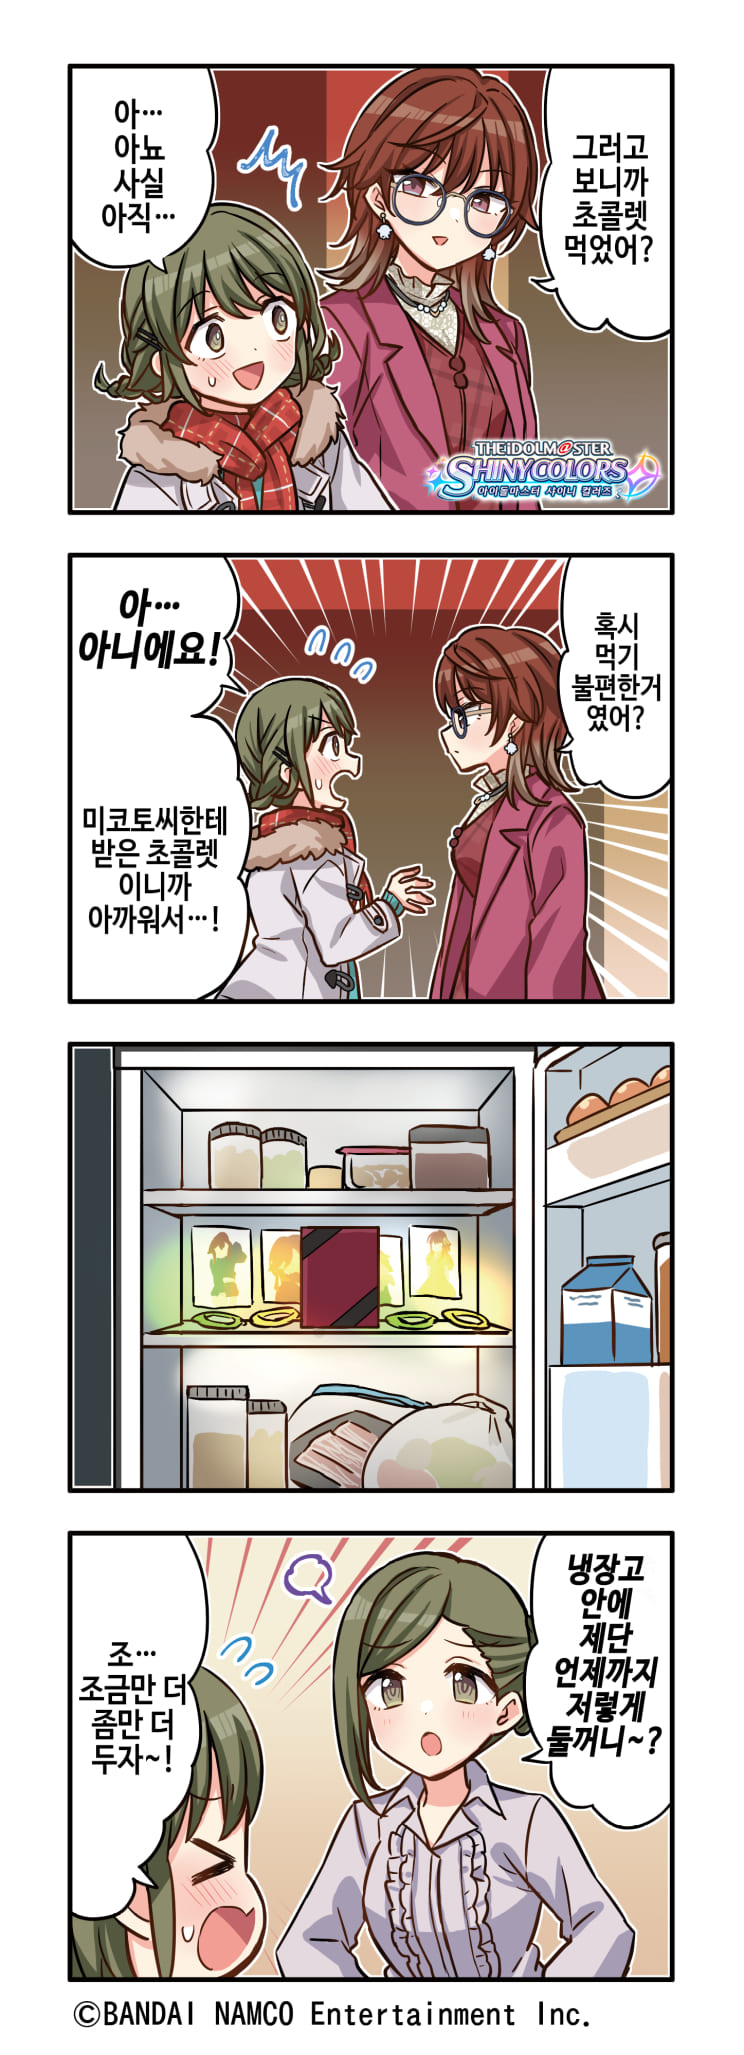 그러고
보니까
초콜렛
먹었어?
아…
아뇨
사실
아직…
THE iDOLM@STER
SHINYCOLORS
아이돌마스터 샤이니 컬러즈
혹시
먹기
불편한거
였어?
아…
아니에요!
미코토씨한테
받은 초콜렛
이니까
아까워서…!
냉장고
안에
제단
언제까지
저렇게
둘꺼니~?
조…
조금만 더
좀만 더
두자~!
©BANDAI NAMCO Entertainment Inc.